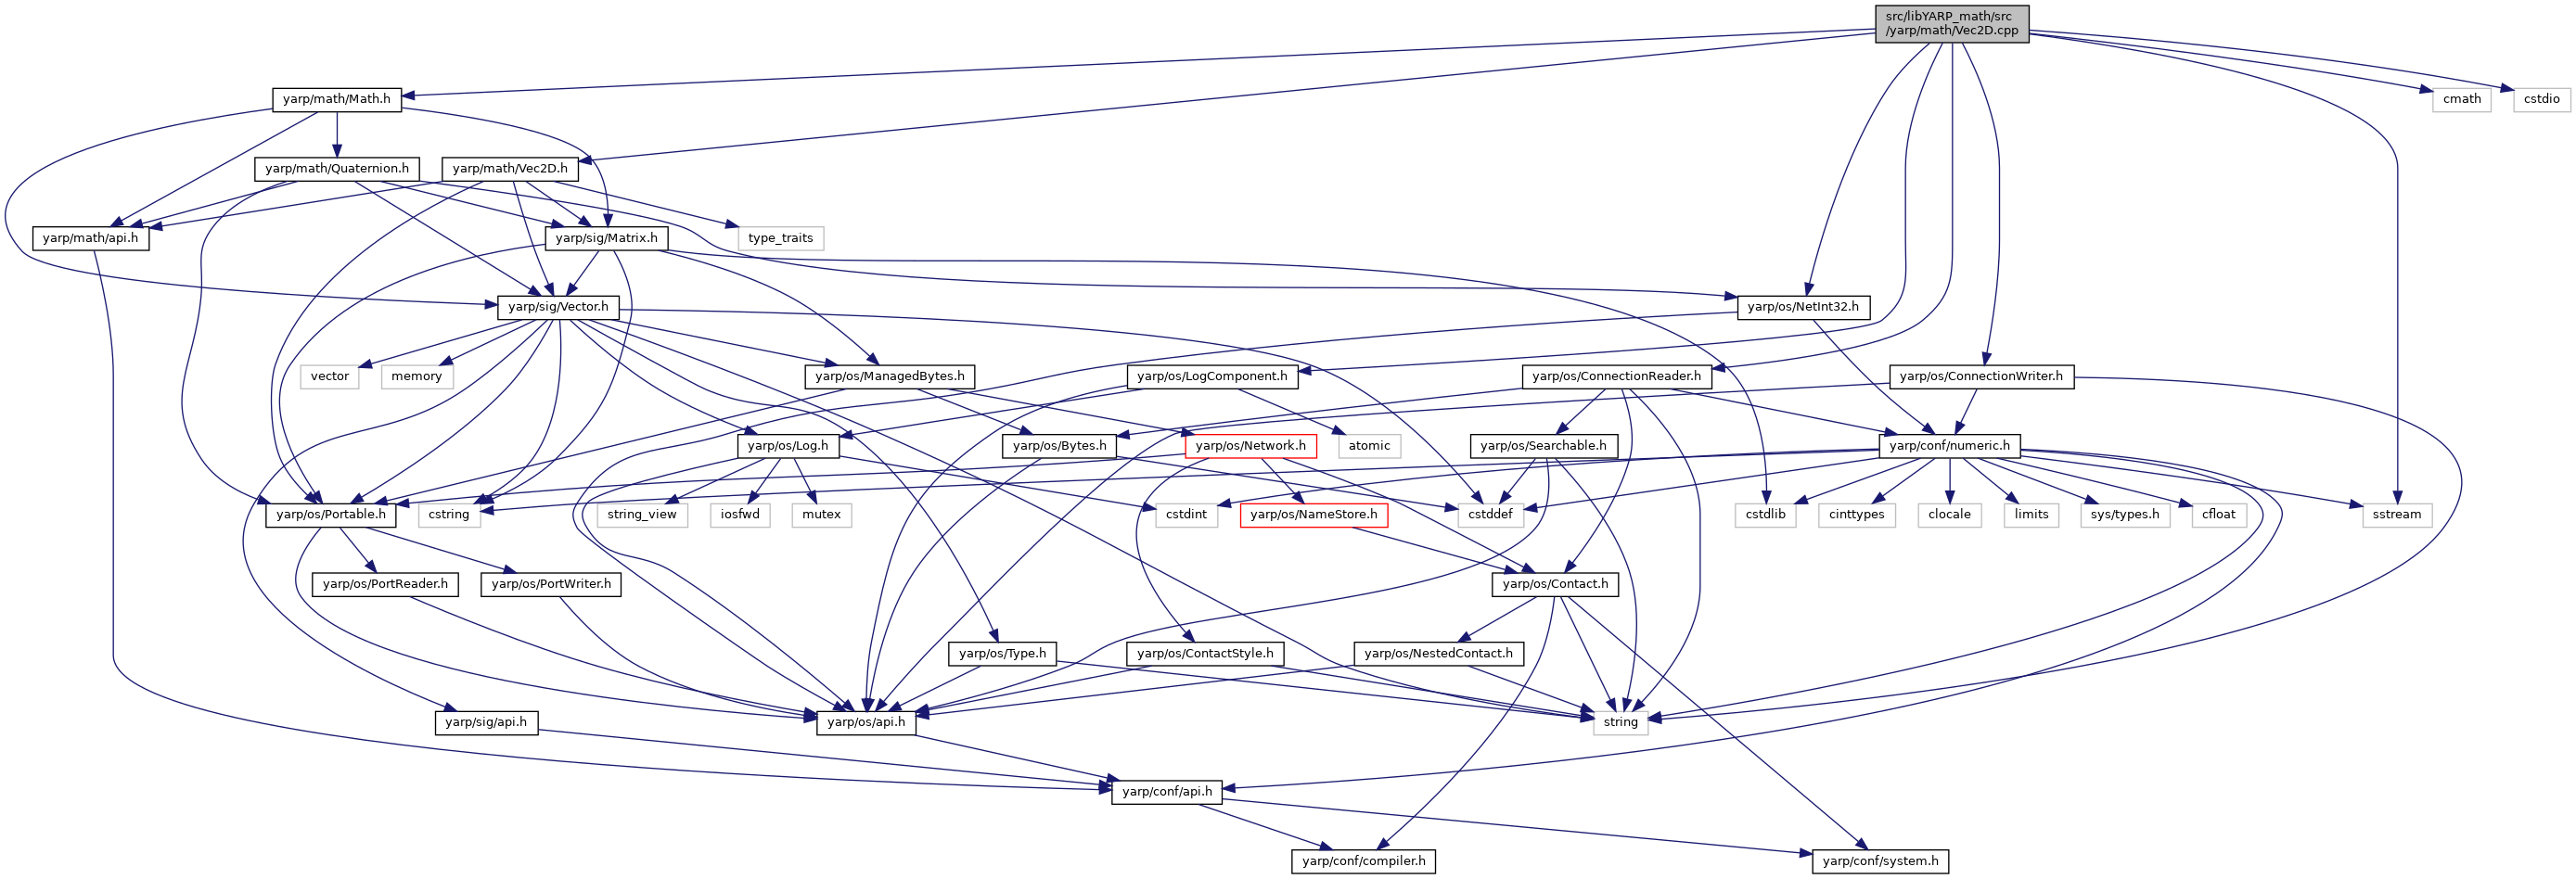 src/libYARP_math/src
/yarp/math/Vec2D.cpp
yarp/math/Math.h
cmath
cstdio
yarp/math/Quaternion.h
yarp/math/Vec2D.h
yarp/math/api.h
yarp/sig/Matrix.h
type_traits
yarp/sig/Vector.h
yarp/os/NetInt32.h
vector
memory
yarp/os/ManagedBytes.h
yarp/os/LogComponent.h
yarp/os/ConnectionReader.h
yarp/os/ConnectionWriter.h
yarp/os/Log.h
yarp/os/Bytes.h
yarp/os/Network.h
atomic
yarp/os/Searchable.h
yarp/conf/numeric.h
yarp/os/Portable.h
cstring
string_view
iosfwd
mutex
cstdint
yarp/os/NameStore.h
cstddef
cstdlib
cinttypes
clocale
limits
sys/types.h
cfloat
sstream
yarp/os/PortReader.h
yarp/os/PortWriter.h
yarp/os/Contact.h
yarp/os/Type.h
yarp/os/ContactStyle.h
yarp/os/NestedContact.h
yarp/sig/api.h
yarp/os/api.h
string
yarp/conf/api.h
yarp/conf/compiler.h
yarp/conf/system.h